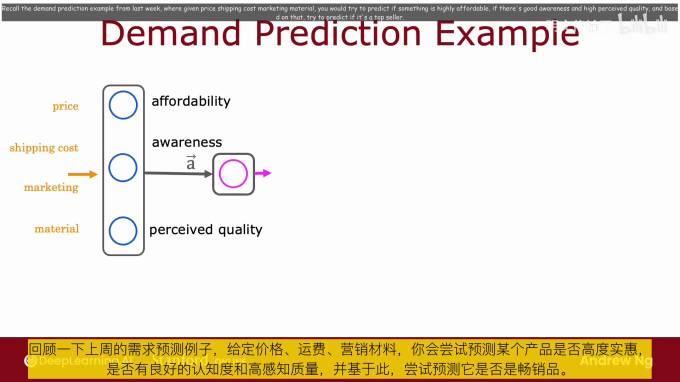 Recall the demand prediction example from last week, where given price shipping cost marketing material, you would try to predict if something is highly affordable, if there's good awareness and high perceived quality, and base
d on that, try to predict if it's a top seller.
Demand Prediction Example
price
shipping cost
marketing
material
affordability
awareness
a
perceived quality
DeepLearning.AI
Stanford
Andrew Ng
回顾一下上周的需求预测例子，给定价格、运费、营销材料，你会尝试预测某个产品是否高度实惠，
是否有良好的认知度和高感知质量，并基于此，尝试预测它是否是畅销品。